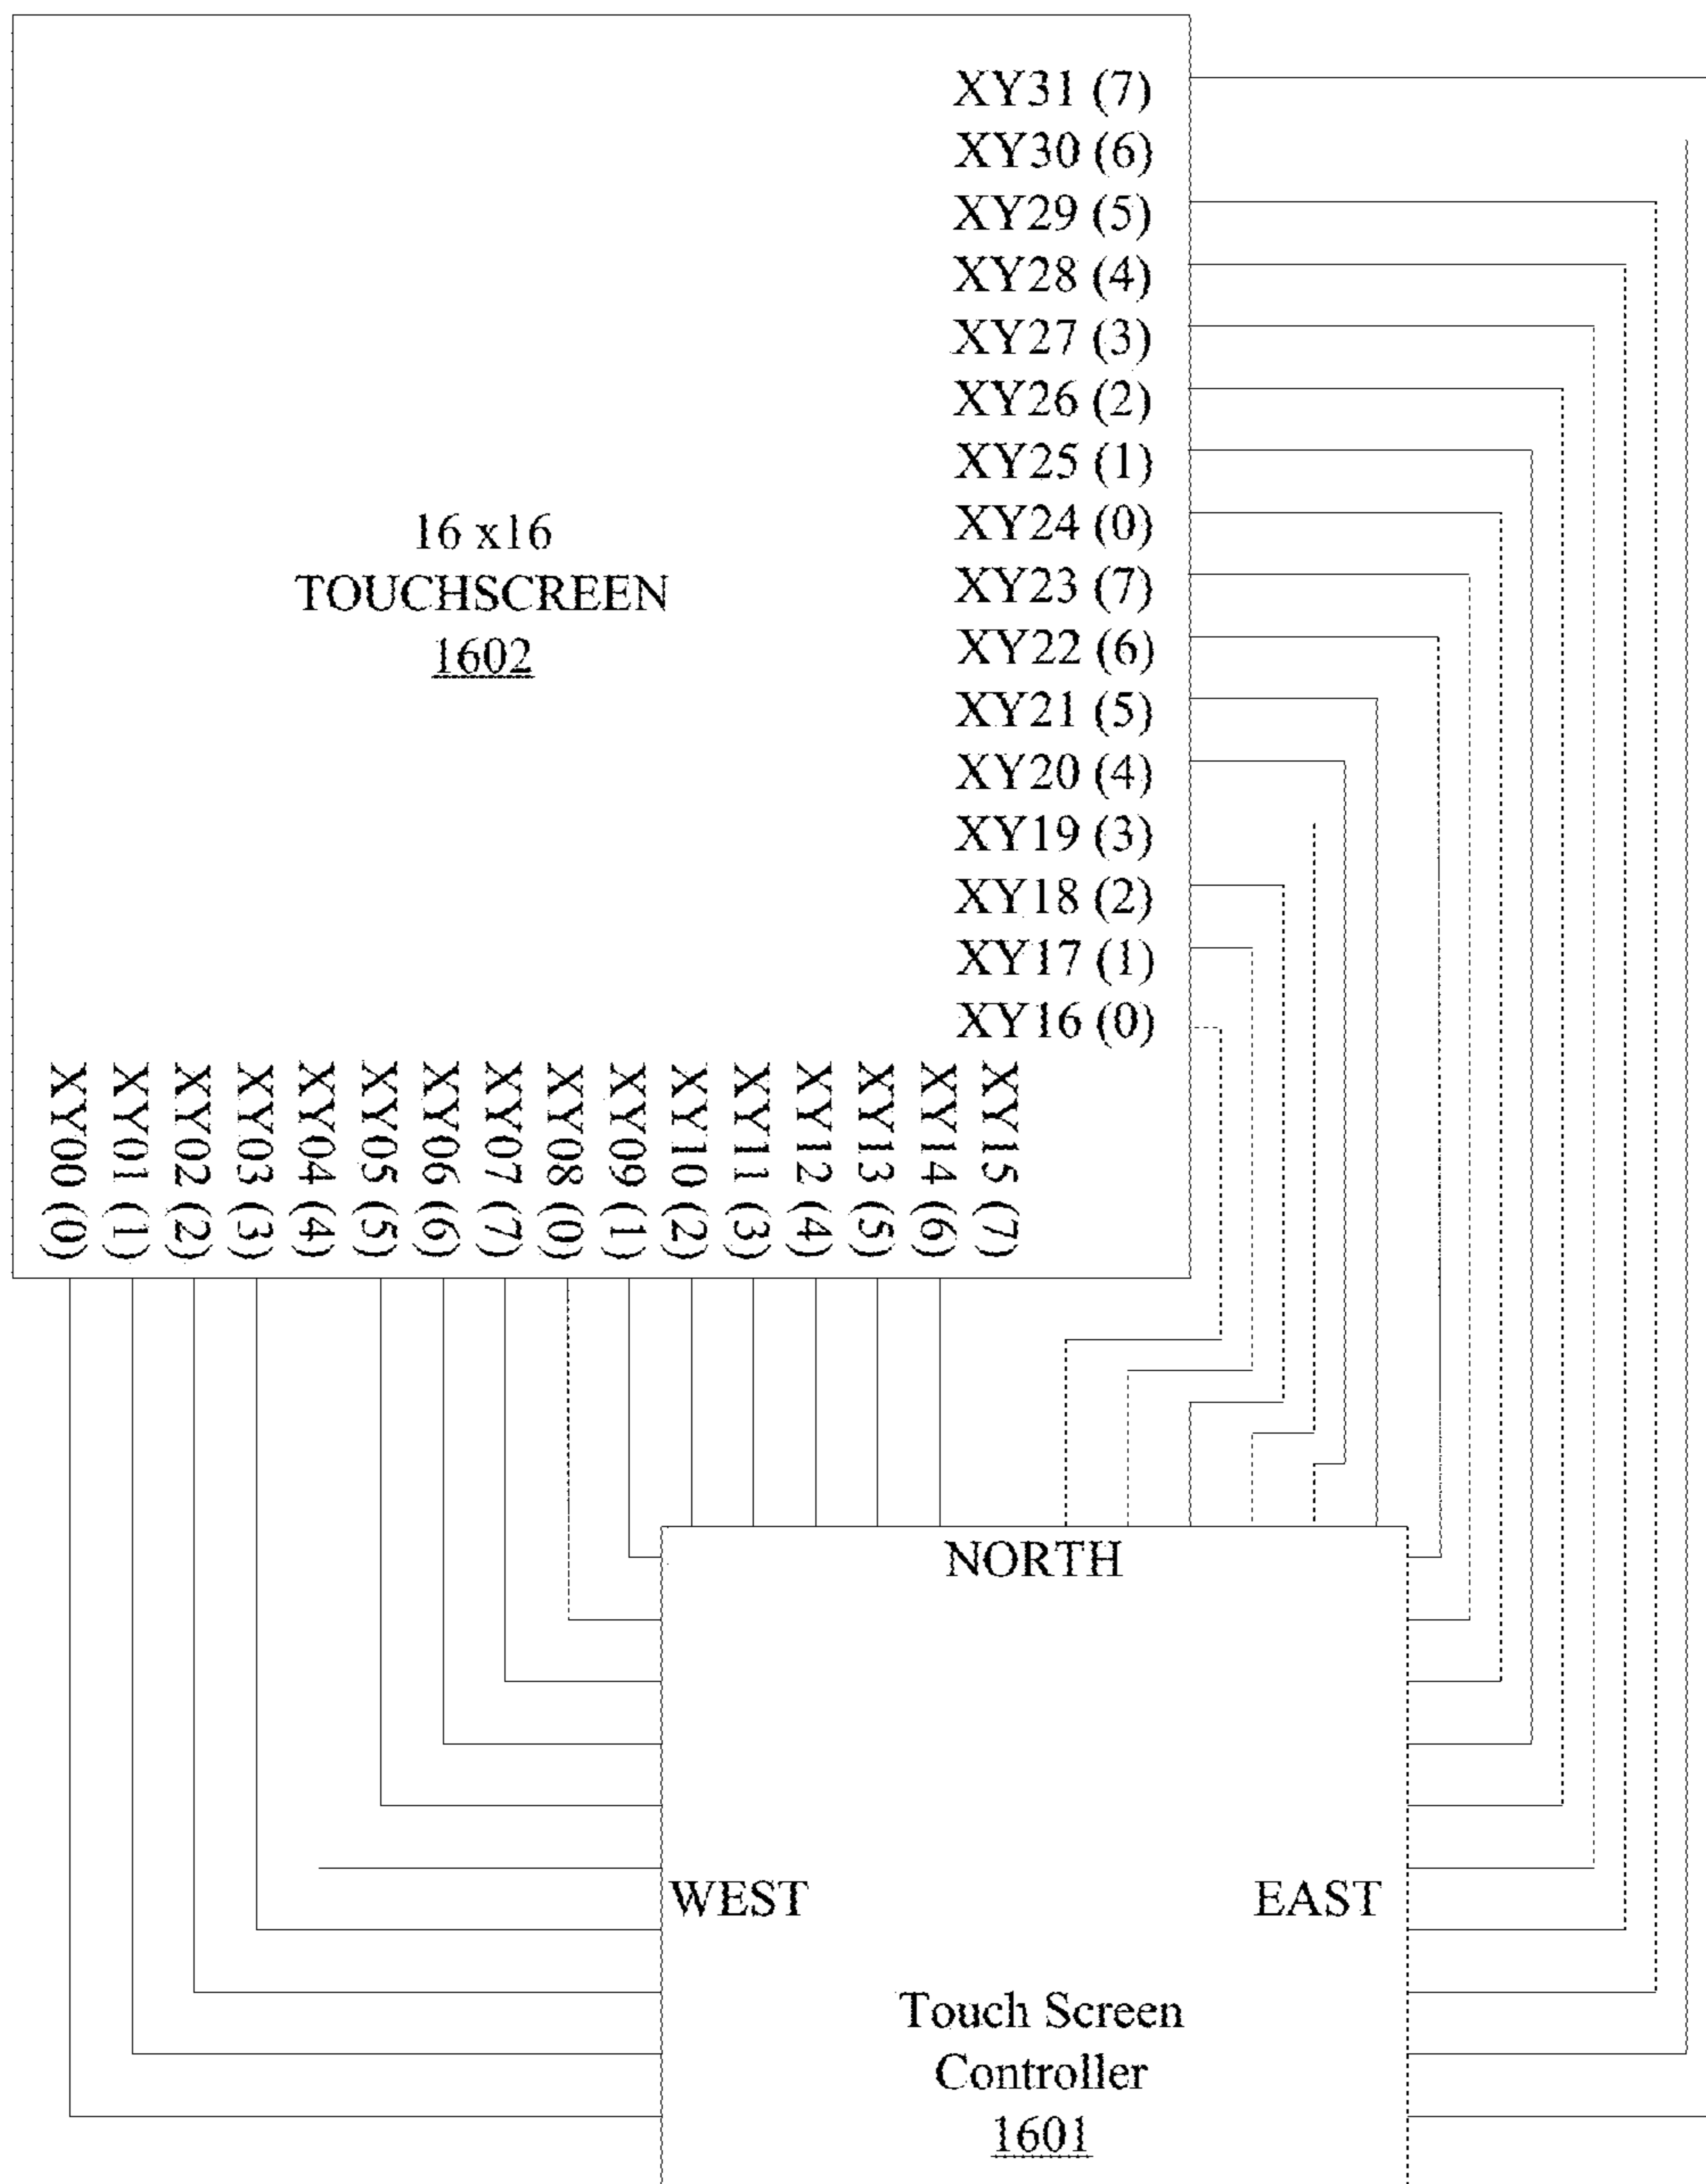 XY31 (7)
XY30 (6)
XY29 (5)
XY28 (4)
XY27 (3)
XY26 (2)
XY25 (1)
XY24 (0)
XY23 (7)
XY22 (6)
XY21 (5)
XY20 (4)
XY19 (3)
XY18 (2)
XY17 (1)
XY16 (0)
16 x16
TOUCHSCREEN
1602
XY00 (0)
XY01 (1)
XY02 (2)
XY03 (3)
XY04 (4)
XY05 (5)
XY06 (6)
XY07 (7)
XY08 (0)
XY09 (1)
XY10 (2)
XY11 (3)
XY12 (4)
XY13 (5)
XY14 (6)
XY15 (7)
NORTH
WEST
EAST
Touch Screen
Controller
1601